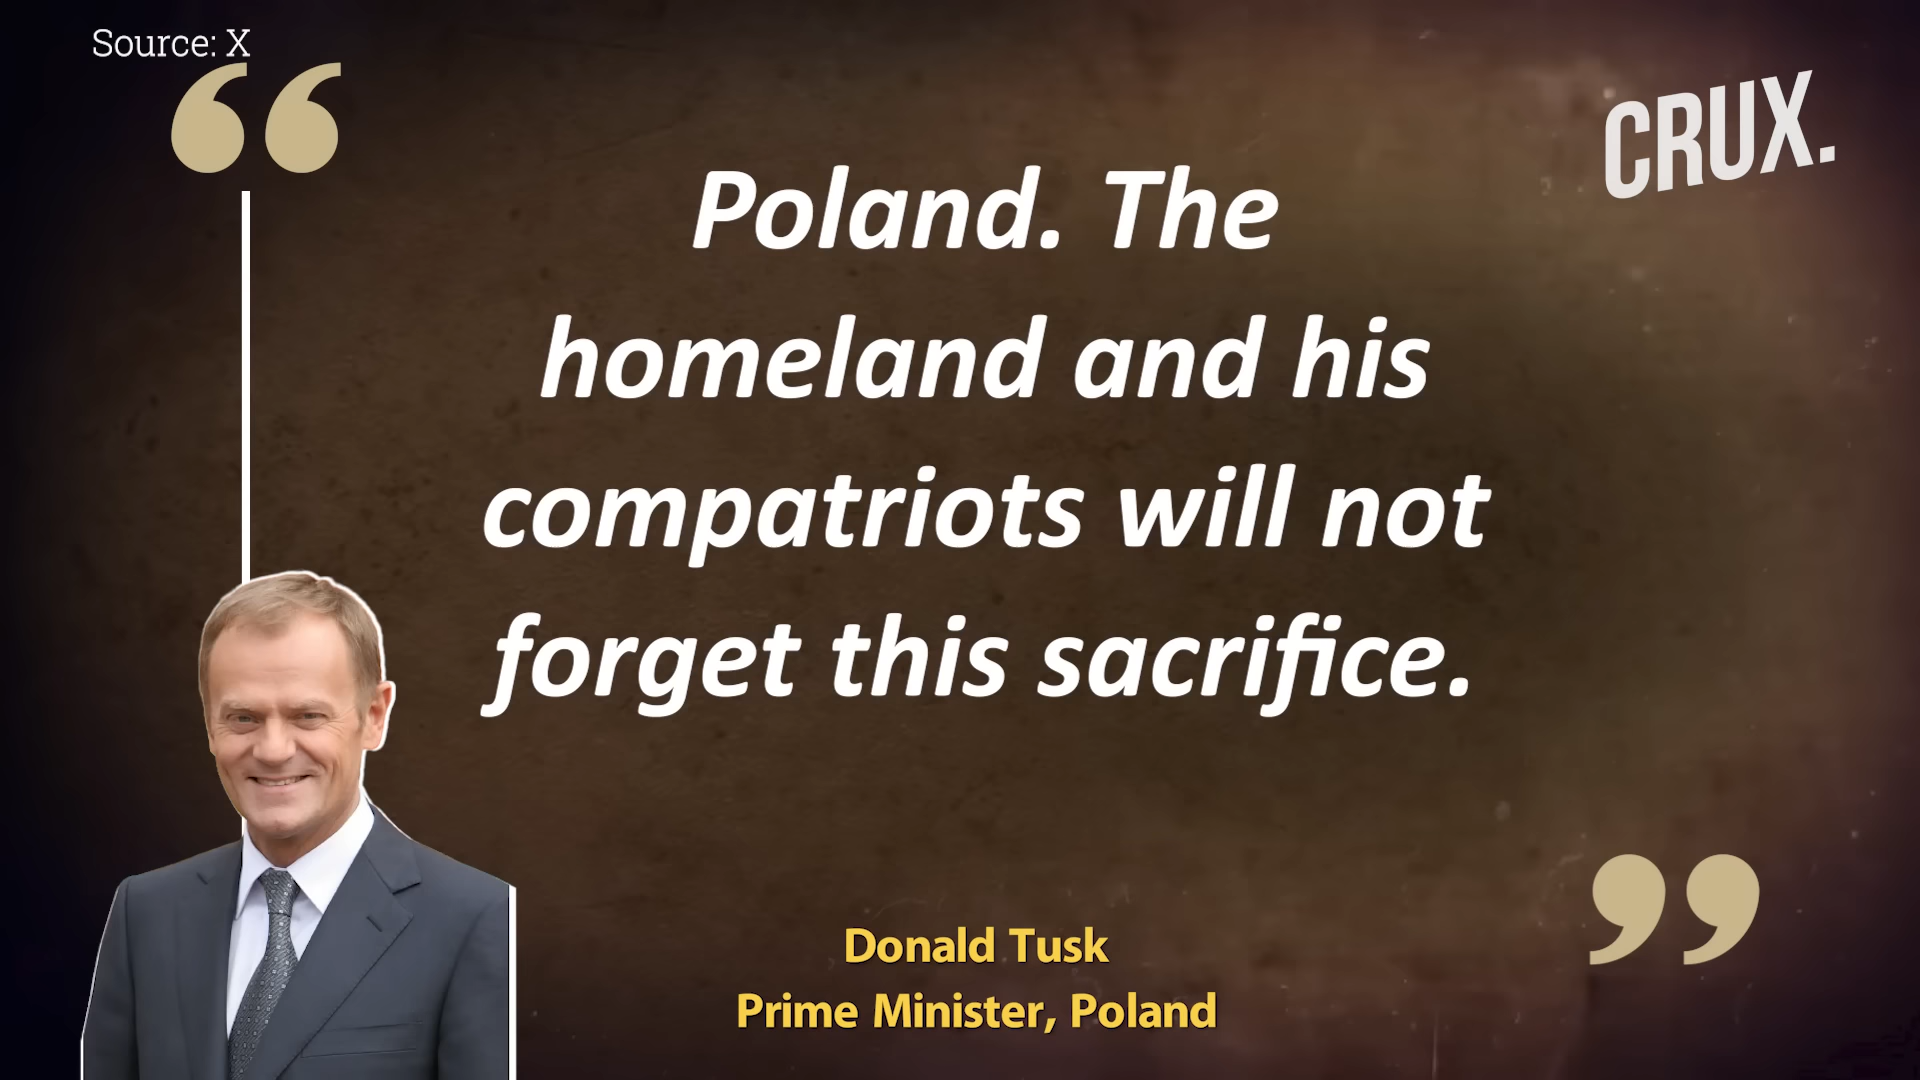 Source: X
CRUX.
“
Poland. The
homeland and his
compatriots will not
forget this sacrifice.
”
Donald Tusk
Prime Minister, Poland